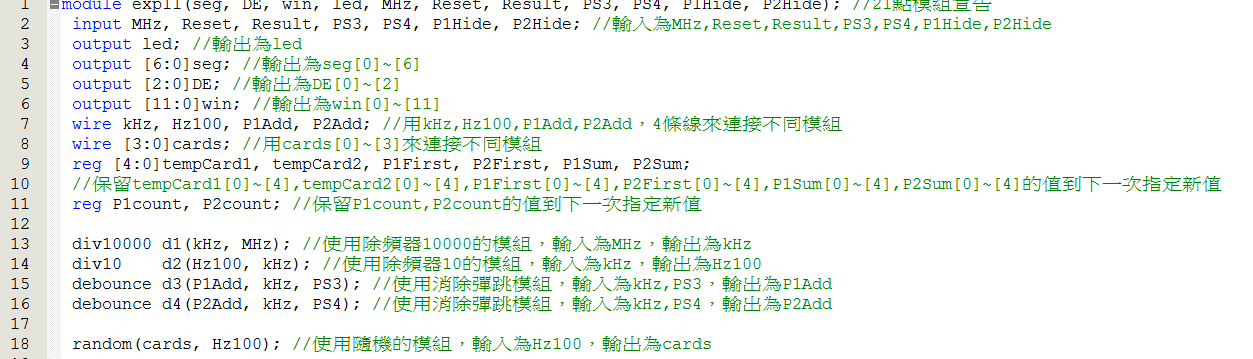 1 module exp11(seg, DE, win, led, MHz, Reset, Result, PS3, PS4, P1Hide, P2Hide); //21點模組宣告
2 input MHz, Reset, Result, PS3, PS4, P1Hide, P2Hide; //輸入為MHz,Reset,Result,PS3,PS4,P1Hide,P2Hide
3 output led; //輸出為led
4 output [6:0]seg; //輸出為seg[0]~[6]
5 output [2:0]DE; //輸出為DE[0]~[2]
6 output [11:0]win; //輸出為win[0]~[11]
7 wire kHz, Hz100, P1Add, P2Add; //用kHz,Hz100,P1Add,P2Add，4條線來連接不同模組
8 wire [3:0]cards; //用cards[0]~[3]來連接不同模組
9 reg [4:0]tempCard1, tempCard2, P1First, P2First, P1Sum, P2Sum;
10 //保留tempCard1[0]~[4],tempCard2[0]~[4],P1First[0]~[4],P2First[0]~[4],P1Sum[0]~[4],P2Sum[0]~[4]的值到下一次指定新值
11 reg P1count, P2count; //保留P1count,P2count的值到下一次指定新值
12
13 div10000 d1(kHz, MHz); //使用除頻器10000的模組，輸入為MHz，輸出為kHz
14 div10    d2(Hz100, kHz); //使用除頻器10的模組，輸入為kHz，輸出為Hz100
15 debounce d3(P1Add, kHz, PS3); //使用消除彈跳模組，輸入為kHz,PS3，輸出為P1Add
16 debounce d4(P2Add, kHz, PS4); //使用消除彈跳模組，輸入為kHz,PS4，輸出為P2Add
17
18 random(cards, Hz100); //使用隨機的模組，輸入為Hz100，輸出為cards